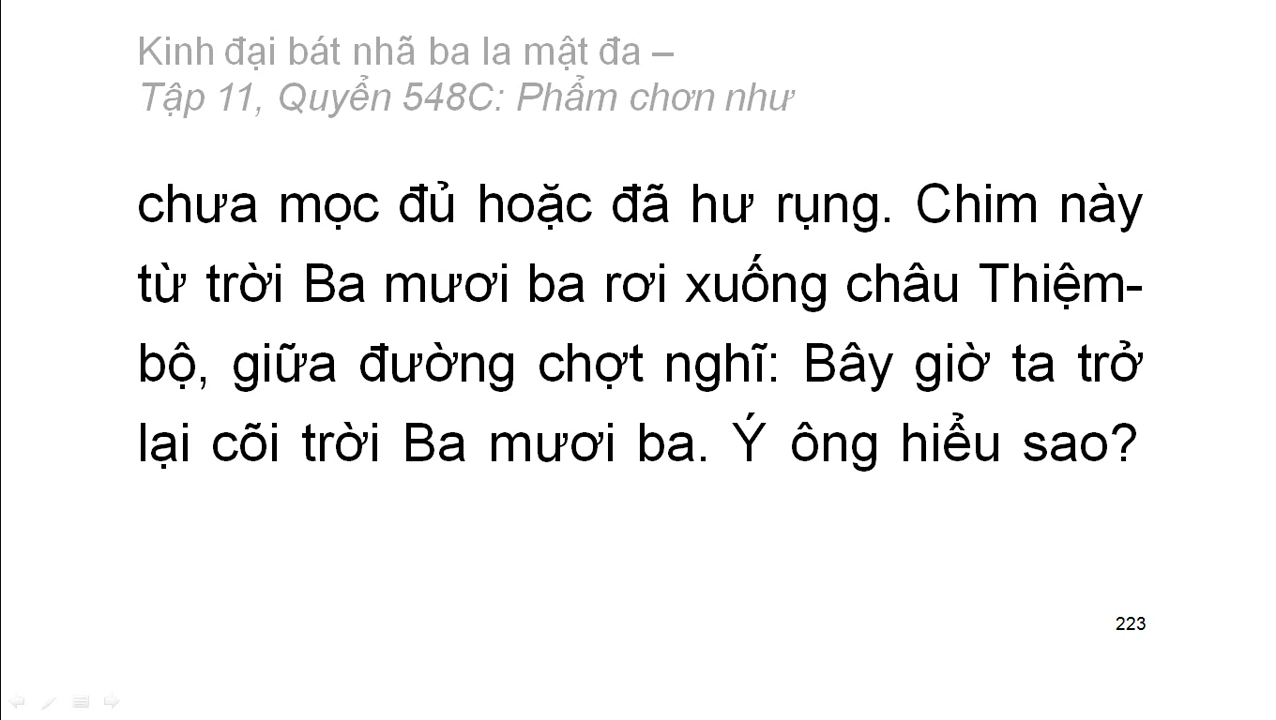 Kinh đại bát nhã ba la mật đa –
Tập 11, Quyển 548C: Phẩm chơn như
chưa mọc đủ hoặc đã hư rụng. Chim này
từ trời Ba mươi ba rơi xuống châu Thiệm-
bộ, giữa đường chợt nghĩ: Bây giờ ta trở
lại cõi trời Ba mươi ba. Ý ông hiểu sao?
223